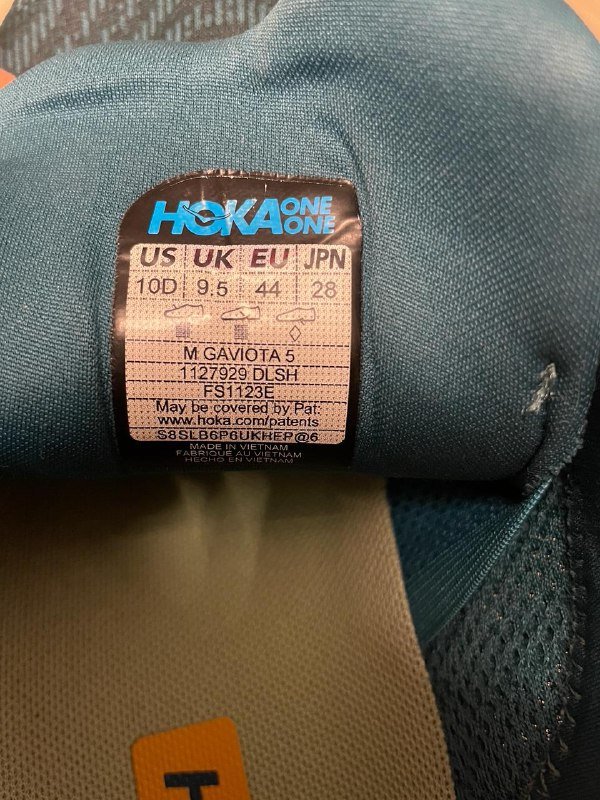 HOKA ONE ONE
US UK EU JPN
10D 9.5 44 28
M GAVIOTA 5
1127929 DLSH
FS1123E
May be covered by Pat:
www.hoka.com/patents
S8SLB6P6UKHEP@6
MADE IN VIETNAM
FABRIQUE AU VIETNAM
HECHO EN VIETNAM